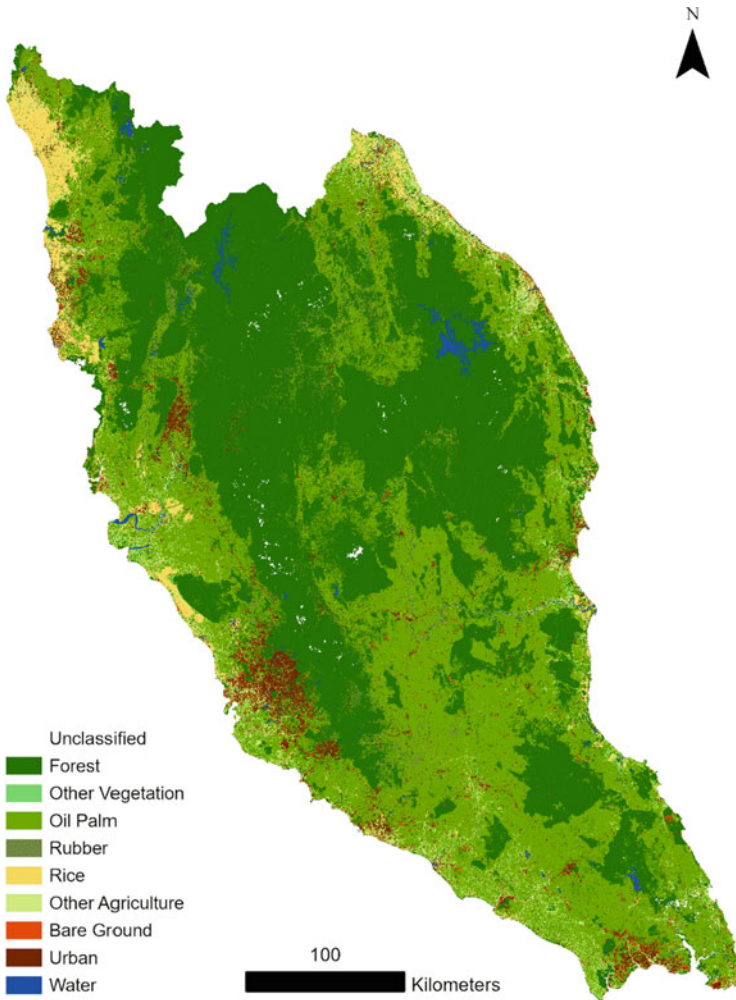 N
Unclassified
Forest
Other Vegetation
Oil Palm
Rubber
Rice
Other Agriculture
Bare Ground
Urban
Water
100
Kilometers